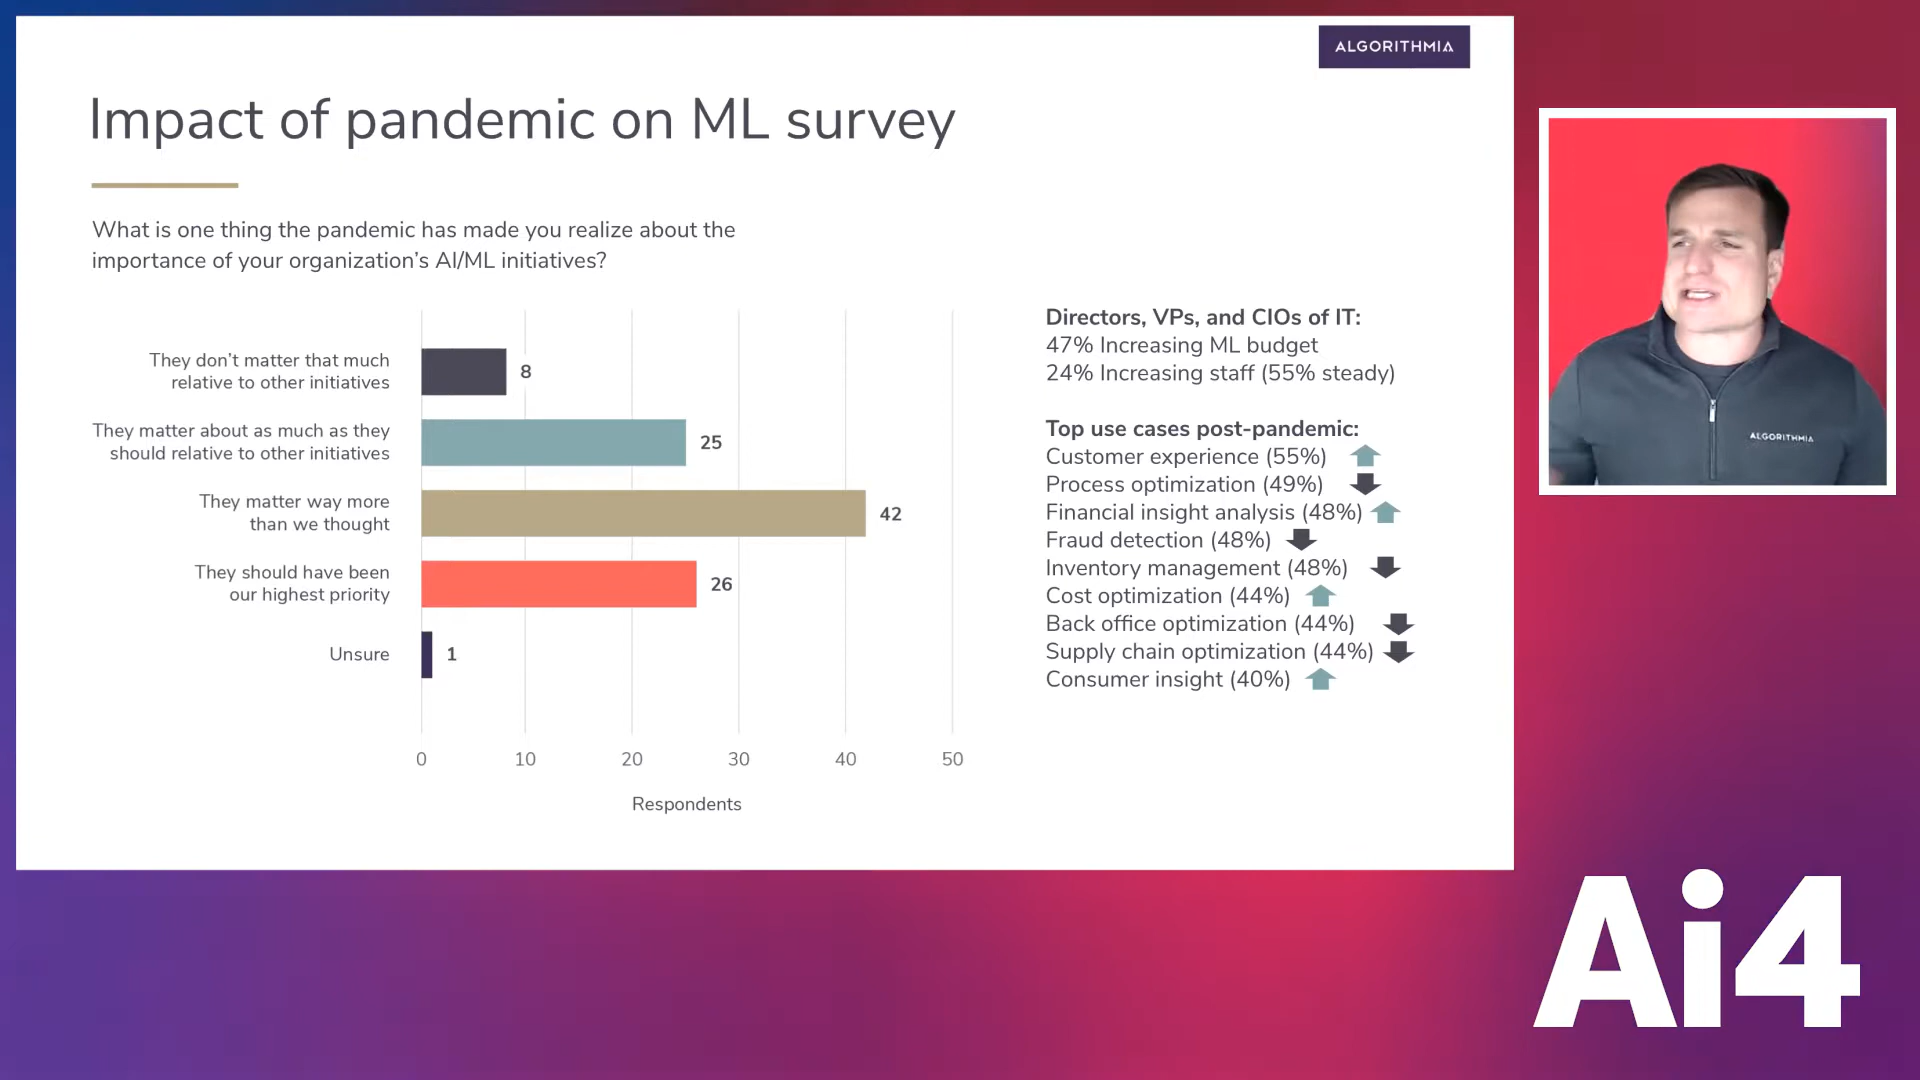 ALGORITHMIA
Impact of pandemic on ML survey
What is one thing the pandemic has made you realize about the
importance of your organization's AI/ML initiatives?
They don't matter that much
relative to other initiatives
8
They matter about as much as they
should relative to other initiatives
25
They matter way more
than we thought
42
They should have been
our highest priority
26
Unsure
1
0 10 20 30 40 50
Respondents
Directors, VPs, and CIOs of IT:
47% Increasing ML budget
24% Increasing staff (55% steady)
Top use cases post-pandemic:
Customer experience (55%)
Process optimization (49%)
Financial insight analysis (48%)
Fraud detection (48%)
Inventory management (48%)
Cost optimization (44%)
Back office optimization (44%)
Supply chain optimization (44%)
Consumer insight (40%)
ALGORITHMIA
Ai4